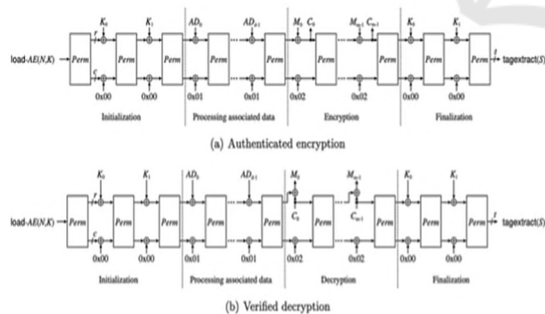 K₀ K₁ AD₀ AD₍ₗ₋₁₎ M₀ C₀ Mₘ₋₁ Cₘ₋₁ K₀ K₁
load-AE(N,K) r Perm Perm Perm Perm Perm Perm Perm Perm Perm t tagextract(S)
c
0x00 0x00 0x01 0x01 0x02 0x02 0x00 0x00
Initialization Processing associated data Encryption Finalization
(a) Authenticated encryption
K₀ K₁ AD₀ M₀ Mₘ₋₁ K₀ K₁
load-AE(N,K) r Perm Perm Perm Perm Perm Perm Perm Perm Perm t tagextract(S)
C₀ Cₘ₋₁
c
0x00 0x00 0x01 0x01 0x02 0x02 0x00 0x00
Initialization Processing associated data Decryption Finalization
(b) Verified decryption